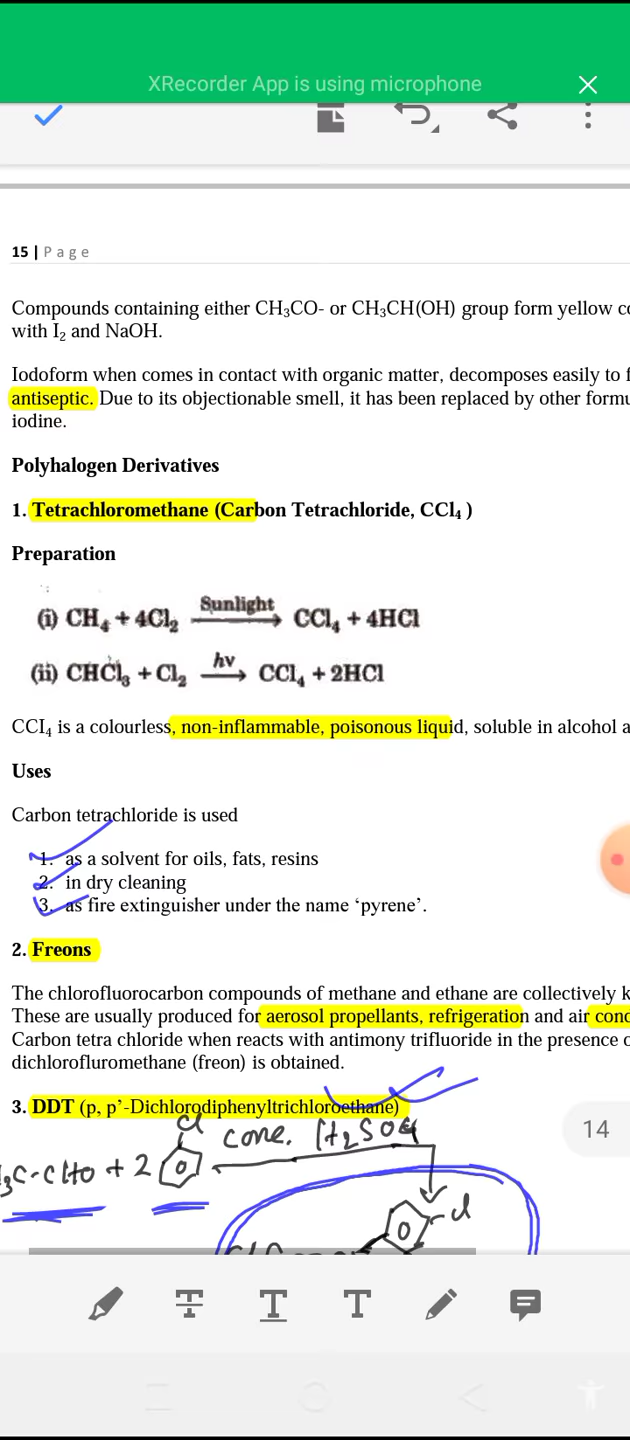 XRecorder App is using microphone
15 | Page
Compounds containing either CH₃CO- or CH₃CH(OH) group form yellow
with I₂ and NaOH.
Iodoform when comes in contact with organic matter, decomposes easily to
antiseptic. Due to its objectionable smell, it has been replaced by other
iodine.
Polyhalogen Derivatives
1. Tetrachloromethane (Carbon Tetrachloride, CCl₄ )
Preparation
(i) CH₄ + 4Cl₂ Sunlight → CCl₄ + 4HCl
(ii) CHCl₃ + Cl₂ hν → CCl₄ + 2HCl
CCI₄ is a colourless, non-inflammable, poisonous liquid, soluble in alcohol
Uses
Carbon tetrachloride is used
1. as a solvent for oils, fats, resins
2. in dry cleaning
3. as fire extinguisher under the name ‘pyrene’.
2. Freons
The chlorofluorocarbon compounds of methane and ethane are collectively
These are usually produced for aerosol propellants, refrigeration and air
Carbon tetra chloride when reacts with antimony trifluoride in the presence
dichlorofluromethane (freon) is obtained.
3. DDT (p, p’-Dichlorodiphenyltrichloroethane)
14
Cl
conc. H₂SO₄
₃C-CHO + 2
Cl
T T T